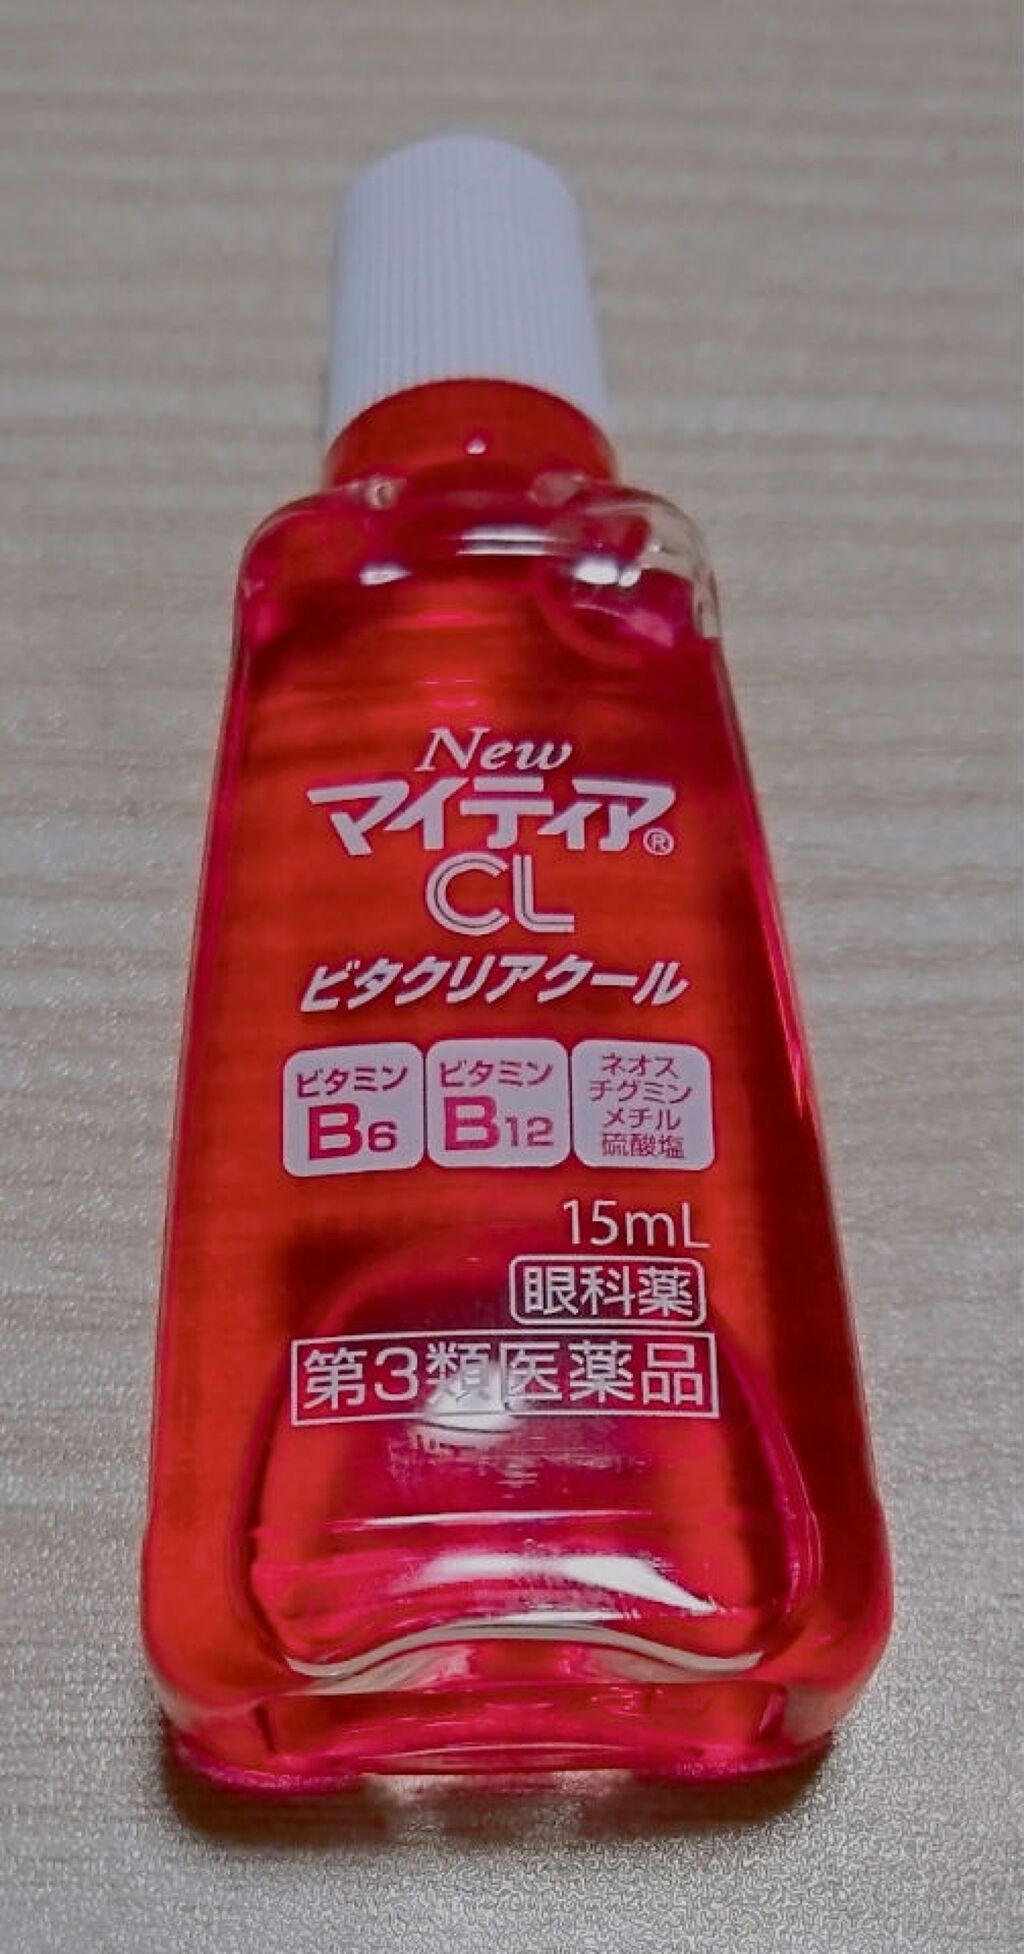 New
マイティア®
CL
ビタクリアクール
ビタミン
B6
ビタミン
B12
ネオス
チグミン
メチル
硫酸塩
15mL
眼科薬
第3類医薬品